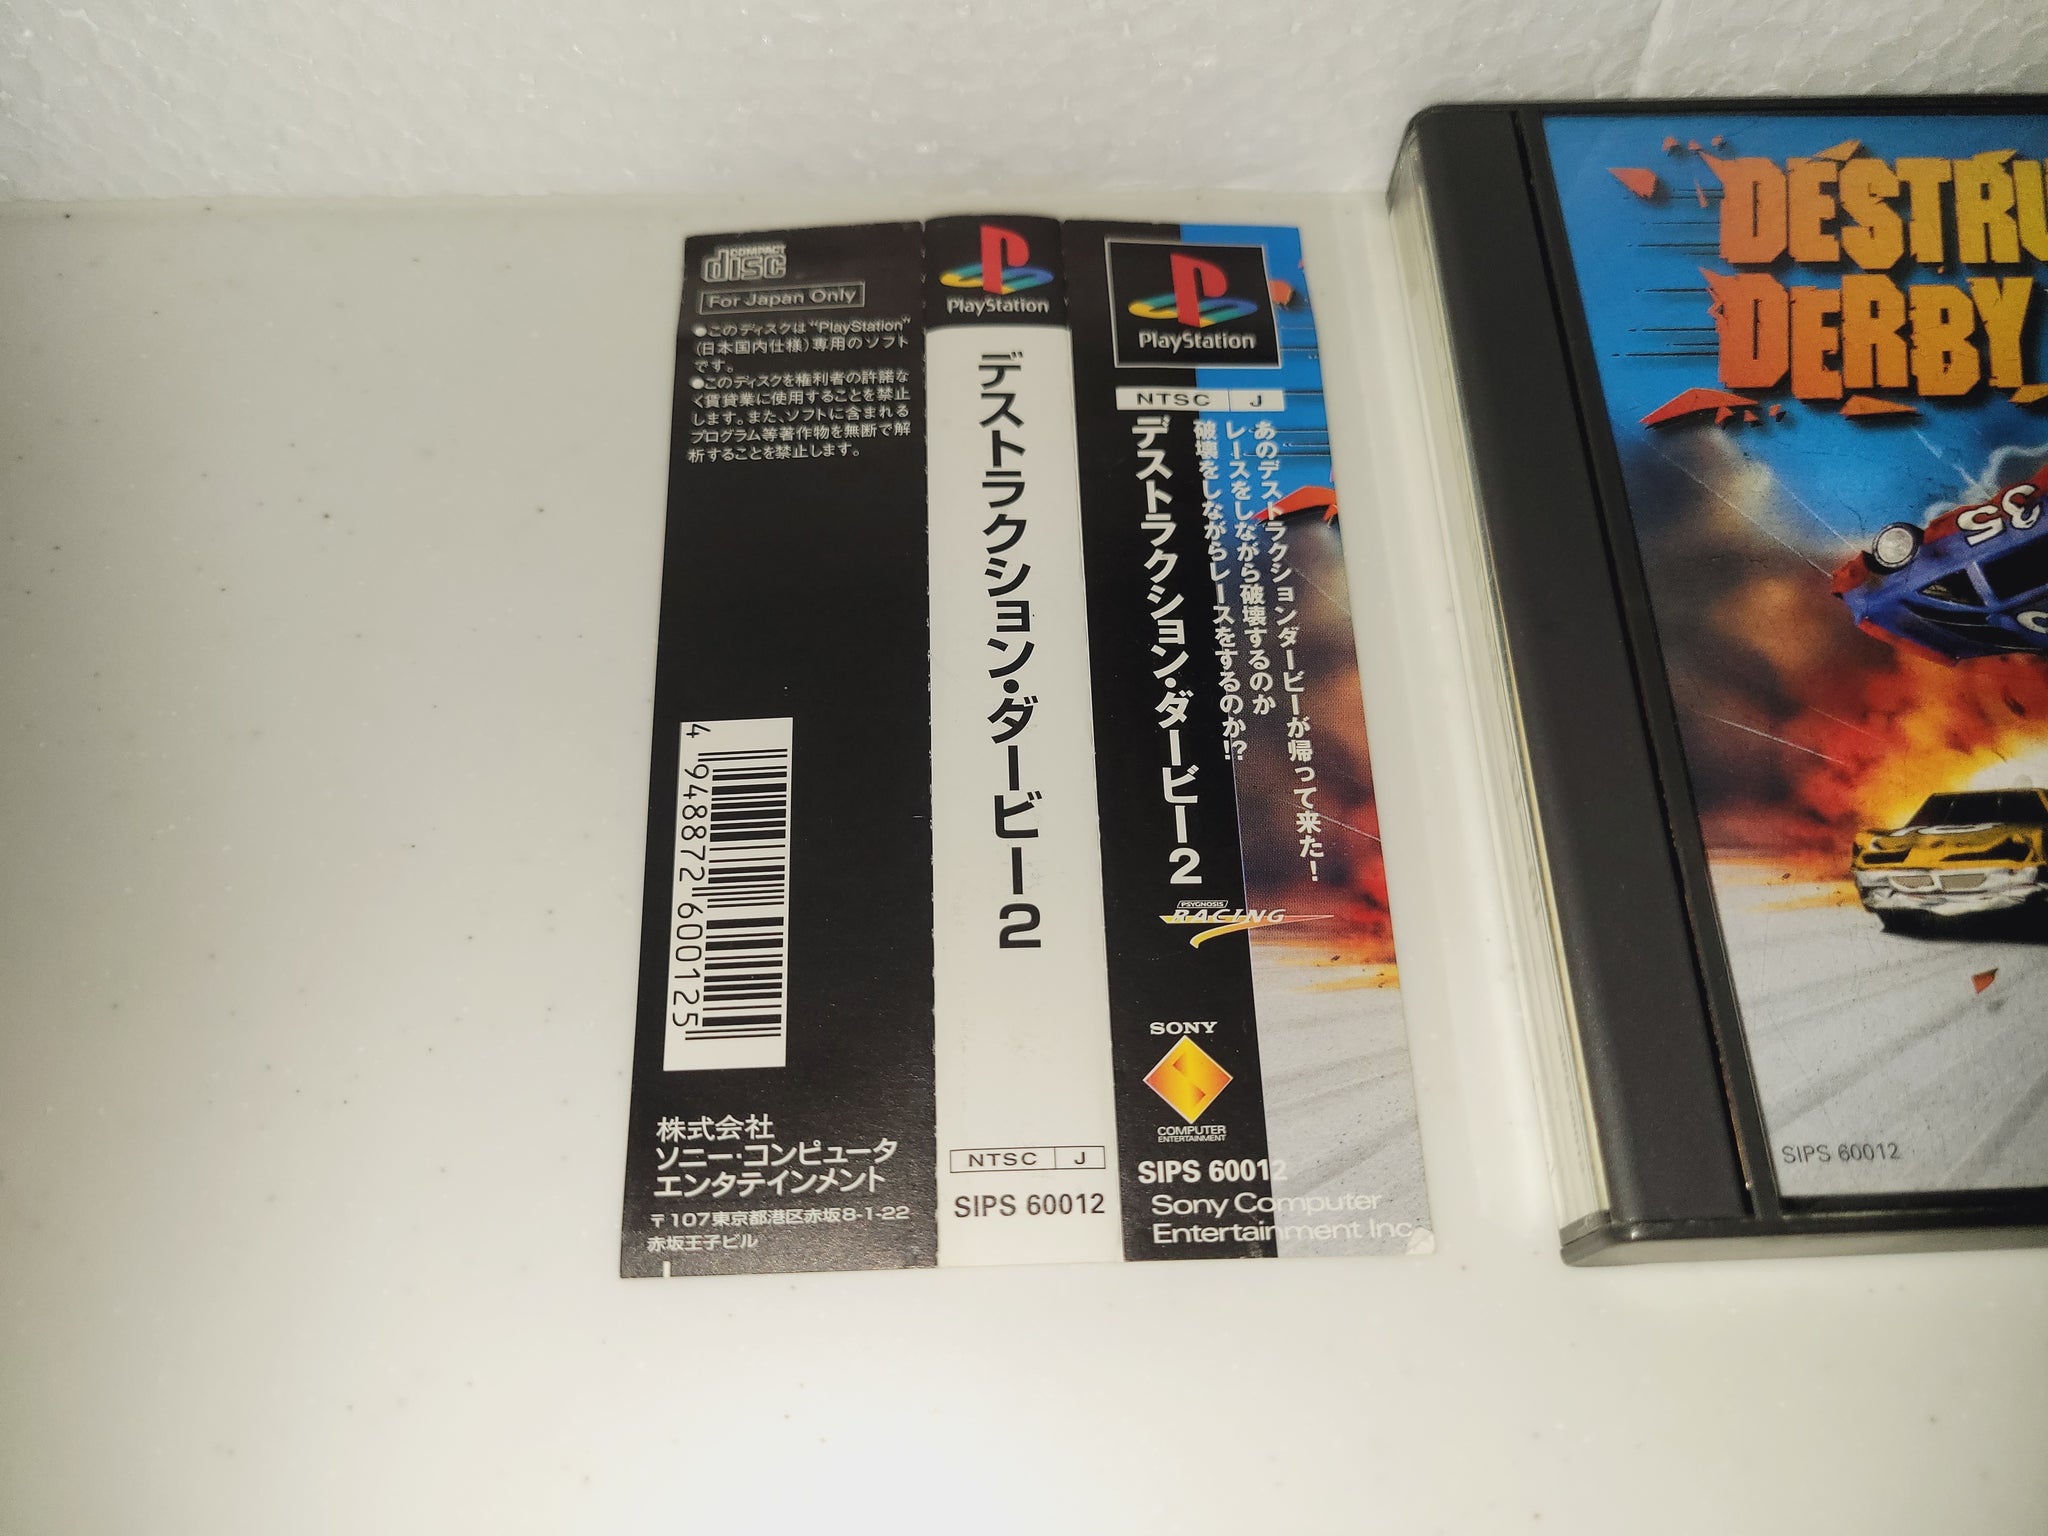 COMPACT
disc
For Japan Only
●このディスクは"PlayStation"
(日本国内仕様)専用のソフト
です。
●このディスクを権利者の許諾な
く賃貸業に使用することを禁止
します。また、ソフトに含まれる
プログラム等著作物を無断で解
析することを禁止します。
4 948872 600125
株式会社
ソニー・コンピュータ
エンタテインメント
〒107東京都港区赤坂8-1-22
赤坂王子ビル
PlayStation
デストラクション・ダービー2
NTSC J
SIPS 60012
PlayStation
NTSC J
あのデストラクションダービーが帰って来た!
レースをしながら破壊するのか
破壊をしながらレースをするのか!?
デストラクション・ダービー2
PSYGNOSIS
RACING
SONY
COMPUTER
ENTERTAINMENT
SIPS 60012
Sony Computer
Entertainment Inc.
DESTRU
DERBY
35
SIPS 60012